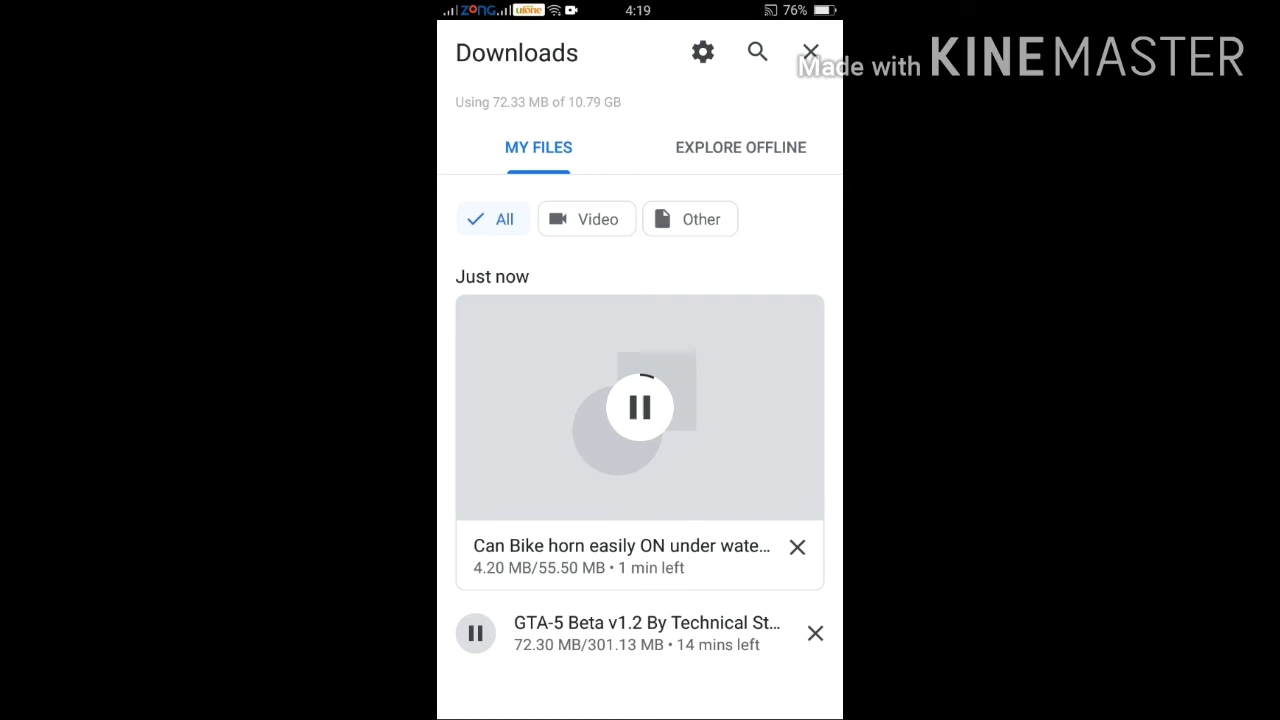 ZONG ufone 4:19 76%
Downloads
Made with KINEMASTER
Using 72.33 MB of 10.79 GB
MY FILES EXPLORE OFFLINE
All Video Other
Just now
Can Bike horn easily ON under wate...
4.20 MB/55.50 MB • 1 min left
GTA-5 Beta v1.2 By Technical St...
72.30 MB/301.13 MB • 14 mins left